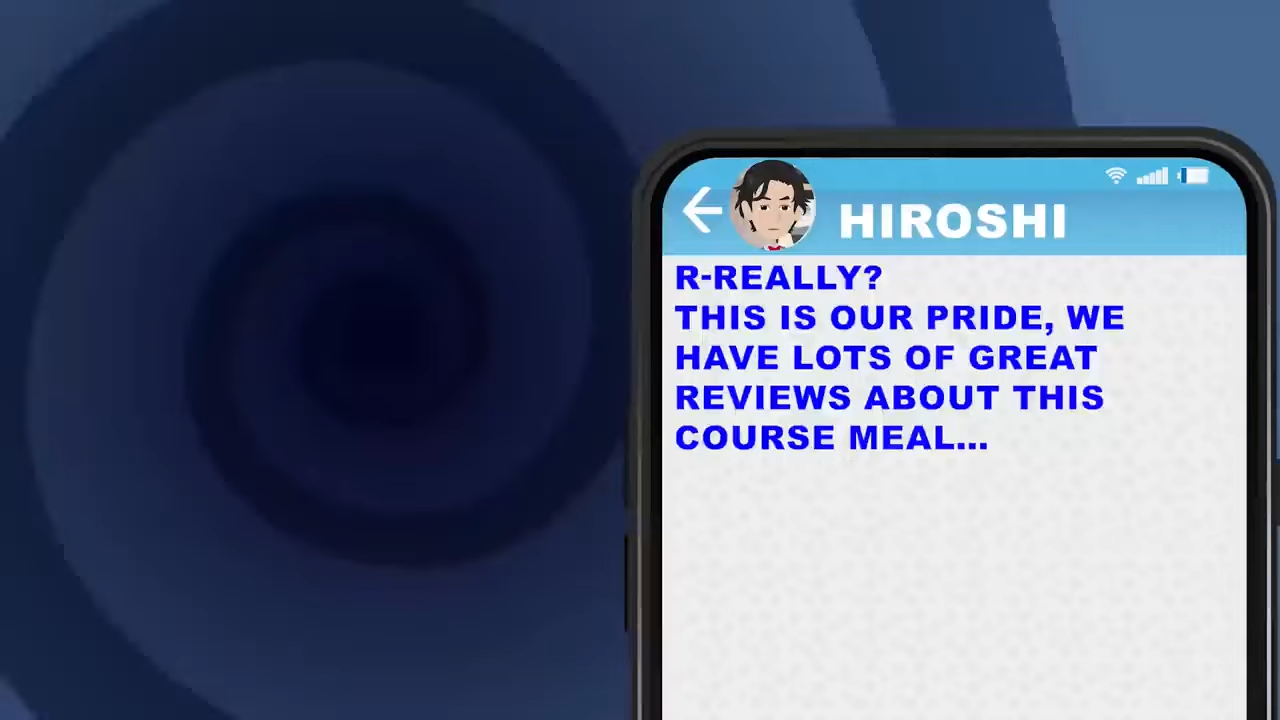 HIROSHI
R-REALLY?
THIS IS OUR PRIDE, WE
HAVE LOTS OF GREAT
REVIEWS ABOUT THIS
COURSE MEAL...